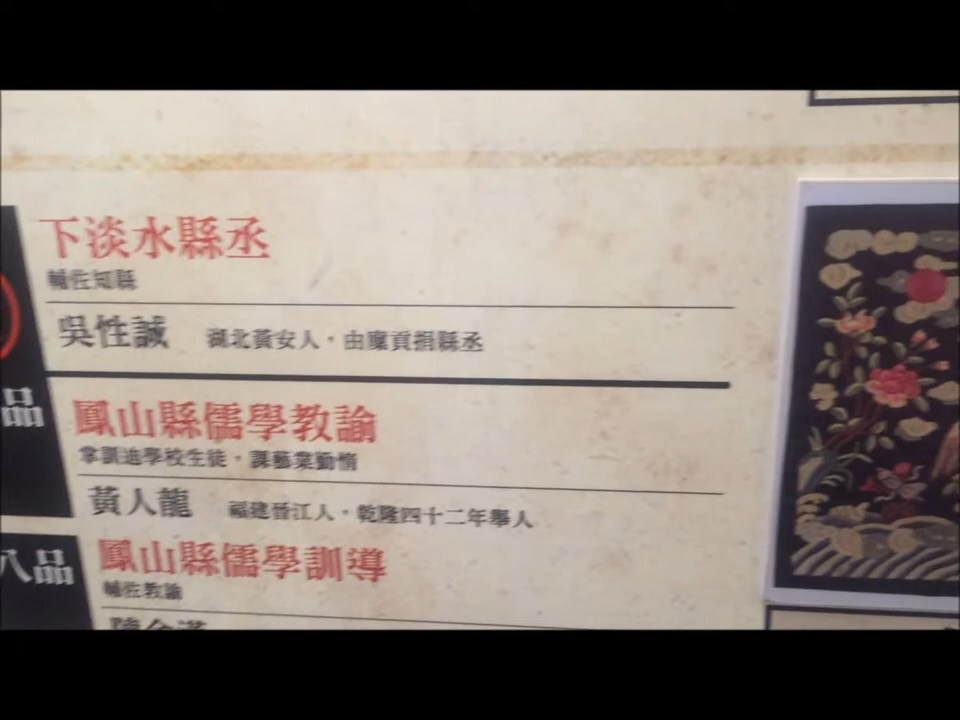 下淡水縣丞
輔佐知縣
吳性誠 湖北黃安人，由廩貢捐縣丞
品
鳳山縣儒學教諭
掌訓迪學校生徒，課藝業勤惰
黃人龍 福建晉江人，乾隆四十二年舉人
八品
鳳山縣儒學訓導
輔佐教諭